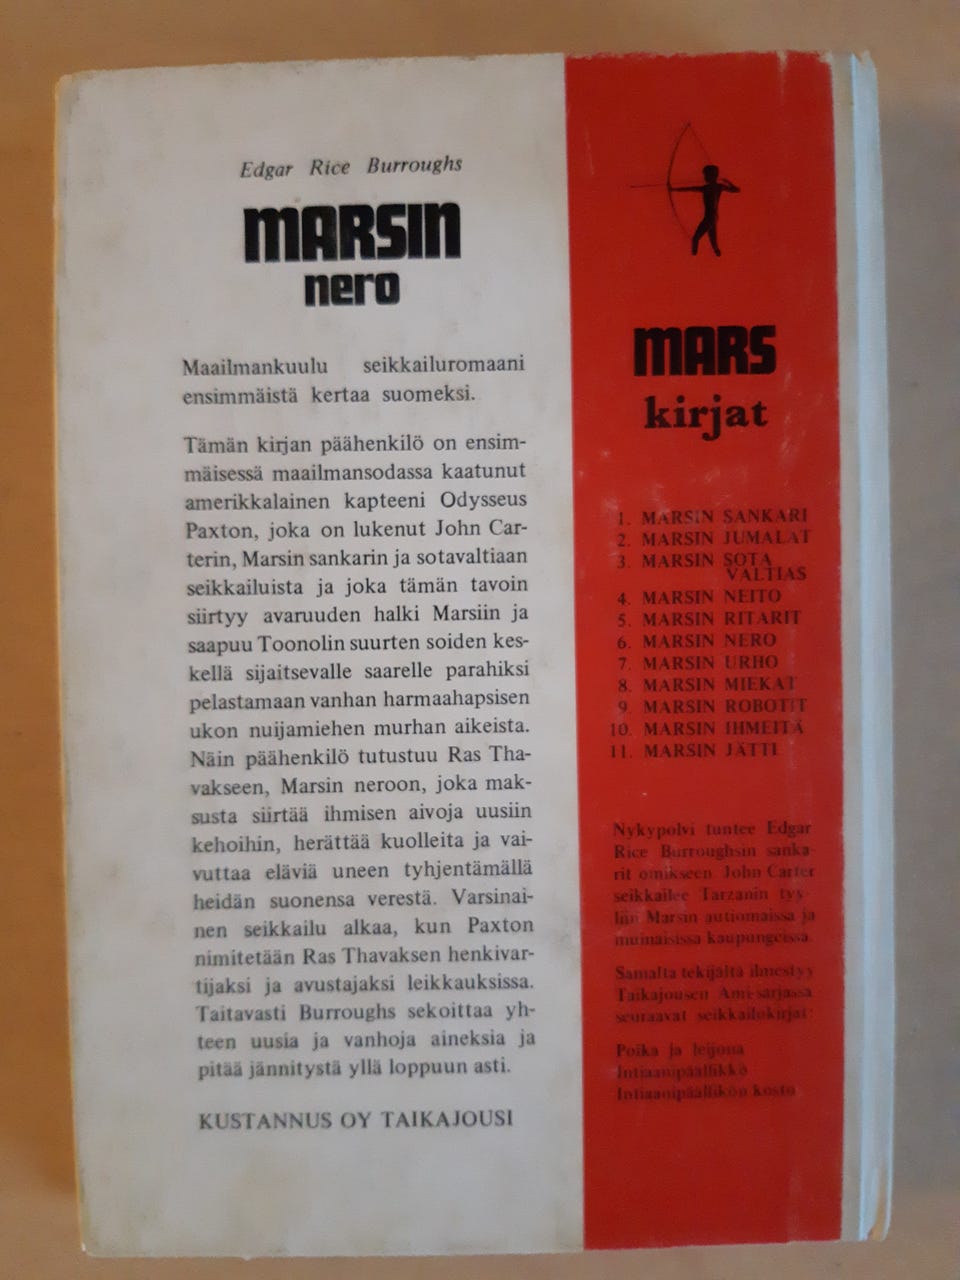 Edgar Rice Burroughs
MARSIN
nero
Maailmankuulu seikkailuromaani
ensimmäistä kertaa suomeksi.
Tämän kirjan päähenkilö on ensim-
mäisessä maailmansodassa kaatunut
amerikkalainen kapteeni Odysseus
Paxton, joka on lukenut John Car-
terin, Marsin sankarin ja sotavaltiaan
seikkailuista ja joka tämän tavoin
siirtyy avaruuden halki Marsiin ja
saapuu Toonolin suurten soiden kes-
kellä sijaitsevalle saarelle parahiksi
pelastamaan vanhan harmaahapsisen
ukon nuijamiehen murhan aikeista.
Näin päähenkilö tutustuu Ras Tha-
vakseen, Marsin neroon, joka mak-
susta siirtää ihmisen aivoja uusiin
kehoihin, herättää kuolleita ja vai-
vuttaa eläviä uneen tyhjentämällä
heidän suonensa verestä. Varsinai-
nen seikkailu alkaa, kun Paxton
nimitetään Ras Thavaksen henkivar-
tijaksi ja avustajaksi leikkauksissa.
Taitavasti Burroughs sekoittaa yh-
teen uusia ja vanhoja aineksia ja
pitää jännitystä yllä loppuun asti.
KUSTANNUS OY TAIKAJOUSI
MARS
kirjat
1. MARSIN SANKARI
2. MARSIN JUMALAT
3. MARSIN SOTA
VALTIAS
4. MARSIN NEITO
5. MARSIN RITARIT
6. MARSIN NERO
7. MARSIN URHO
8. MARSIN MIEKAT
9. MARSIN ROBOTIT
10. MARSIN IHMEITÄ
11. MARSIN JÄTTI
Nykypolvi tuntee Edgar
Rice Burroughsin sanka-
rit omikseen. John Carter
seikkailee Tarzanin tyy-
liin Marsin autiomaissa ja
muinaisissa kaupungeissa.
Samalta tekijältä ilmestyy
Taikajousen Ami-sarjassa
seuraavat seikkailukirjat:
Poika ja leijona
Intiaanipäällikkö
Intiaanipäällikön kosto